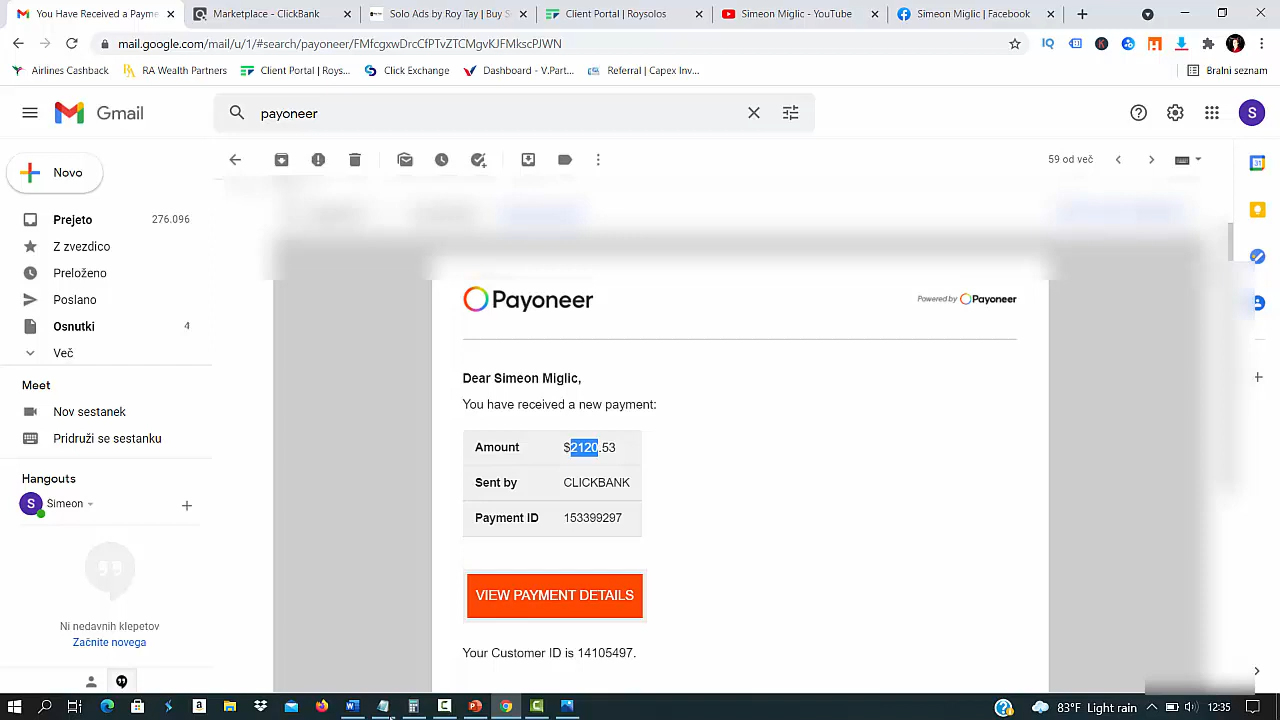 You Have Received a Payme
Marketplace - ClickBank
Solo Ads by Roy Tay | Buy S
Client Portal | Roysolos
Simeon Miglic - YouTube
Simeon Miglic | Facebook
mail.google.com/mail/u/1/#search/payoneer/
Airlines Cashback
RA Wealth Partners
Client Portal | Roys...
Click Exchange
Dashboard - V.Part...
Referral | Capex Inv...
Bralni seznam
Gmail
payoneer
S
Novo
59 od več
Prejeto 276.096
Z zvezdico
Preloženo
Poslano
Osnutki 4
Več
Meet
Nov sestanek
Pridruži se sestanku
Hangouts
S Simeon
Ni nedavnih klepetov
Začnite novega
Payoneer
Powered by Payoneer
Dear Simeon Miglic,
You have received a new payment:
Amount $2120.53
Sent by CLICKBANK
Payment ID 153399297
VIEW PAYMENT DETAILS
Your Customer ID is 14105497.
83°F Light rain
12:35